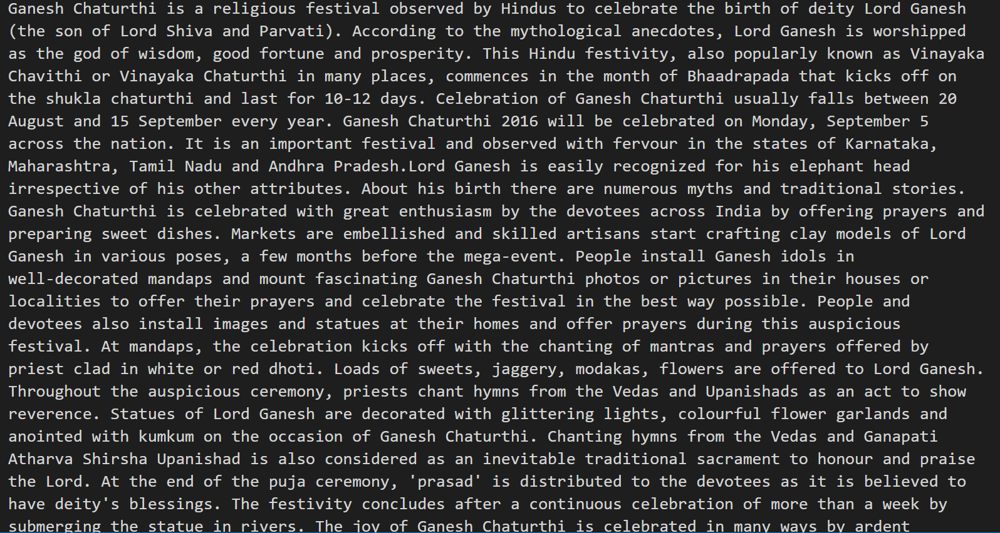 Ganesh Chaturthi is a religious festival observed by Hindus to celebrate the birth of deity Lord Ganesh
(the son of Lord Shiva and Parvati). According to the mythological anecdotes, Lord Ganesh is worshipped
as the god of wisdom, good fortune and prosperity. This Hindu festivity, also popularly known as Vinayaka
Chavithi or Vinayaka Chaturthi in many places, commences in the month of Bhaadrapada that kicks off on
the shukla chaturthi and last for 10-12 days. Celebration of Ganesh Chaturthi usually falls between 20
August and 15 September every year. Ganesh Chaturthi 2016 will be celebrated on Monday, September 5
across the nation. It is an important festival and observed with fervour in the states of Karnataka,
Maharashtra, Tamil Nadu and Andhra Pradesh.Lord Ganesh is easily recognized for his elephant head
irrespective of his other attributes. About his birth there are numerous myths and traditional stories.
Ganesh Chaturthi is celebrated with great enthusiasm by the devotees across India by offering prayers and
preparing sweet dishes. Markets are embellished and skilled artisans start crafting clay models of Lord
Ganesh in various poses, a few months before the mega-event. People install Ganesh idols in
well-decorated mandaps and mount fascinating Ganesh Chaturthi photos or pictures in their houses or
localities to offer their prayers and celebrate the festival in the best way possible. People and
devotees also install images and statues at their homes and offer prayers during this auspicious
festival. At mandaps, the celebration kicks off with the chanting of mantras and prayers offered by
priest clad in white or red dhoti. Loads of sweets, jaggery, modakas, flowers are offered to Lord Ganesh.
Throughout the auspicious ceremony, priests chant hymns from the Vedas and Upanishads as an act to show
reverence. Statues of Lord Ganesh are decorated with glittering lights, colourful flower garlands and
anointed with kumkum on the occasion of Ganesh Chaturthi. Chanting hymns from the Vedas and Ganapati
Atharva Shirsha Upanishad is also considered as an inevitable traditional sacrament to honour and praise
the Lord. At the end of the puja ceremony, 'prasad' is distributed to the devotees as it is believed to
have deity's blessings. The festivity concludes after a continuous celebration of more than a week by
submerging the statue in rivers. The joy of Ganesh Chaturthi is celebrated in many ways by ardent